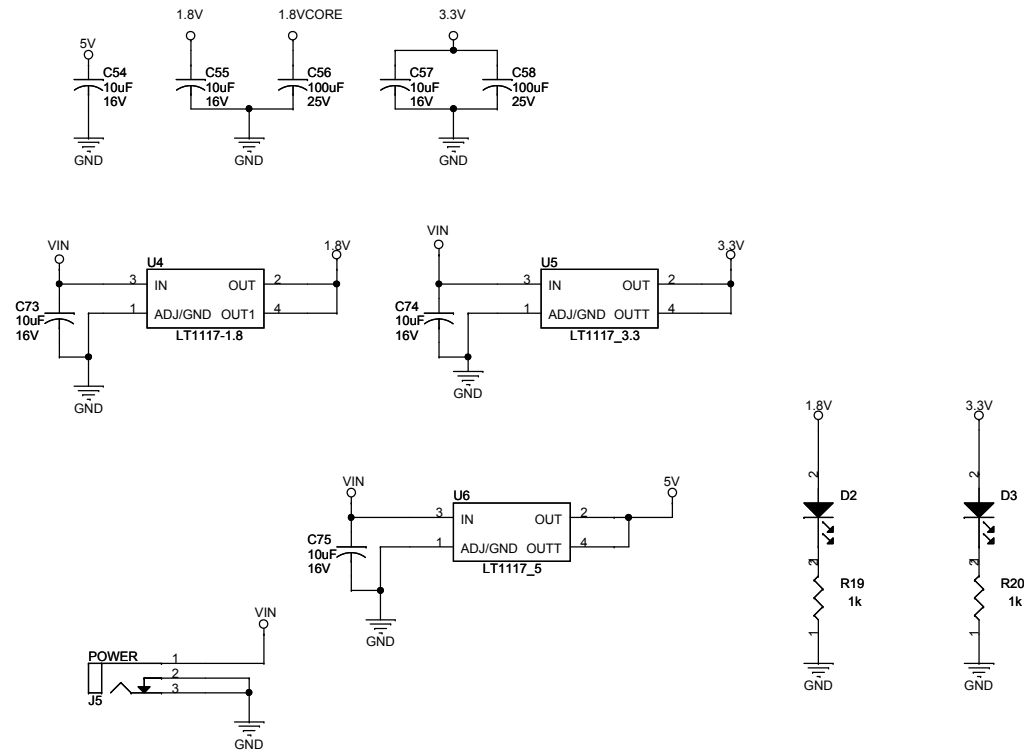 1.8V
1.8VCORE
3.3V
5V
C54
10uF
16V
C55
10uF
16V
C56
100uF
25V
C57
10uF
16V
C58
100uF
25V
GND
GND
GND
VIN
U4
1.8V
3 IN OUT 2
1 ADJ/GND OUT1 4
C73
10uF
16V
LT1117-1.8
GND
VIN
U5
3.3V
3 IN OUT 2
1 ADJ/GND OUTT 4
C74
10uF
16V
LT1117_3.3
GND
VIN
U6
5V
3 IN OUT 2
1 ADJ/GND OUTT 4
C75
10uF
16V
LT1117_5
GND
1.8V
2
D2
2
R19
1k
1
GND
3.3V
2
D3
2
R20
1k
1
GND
VIN
POWER
1
2
3
J5
GND